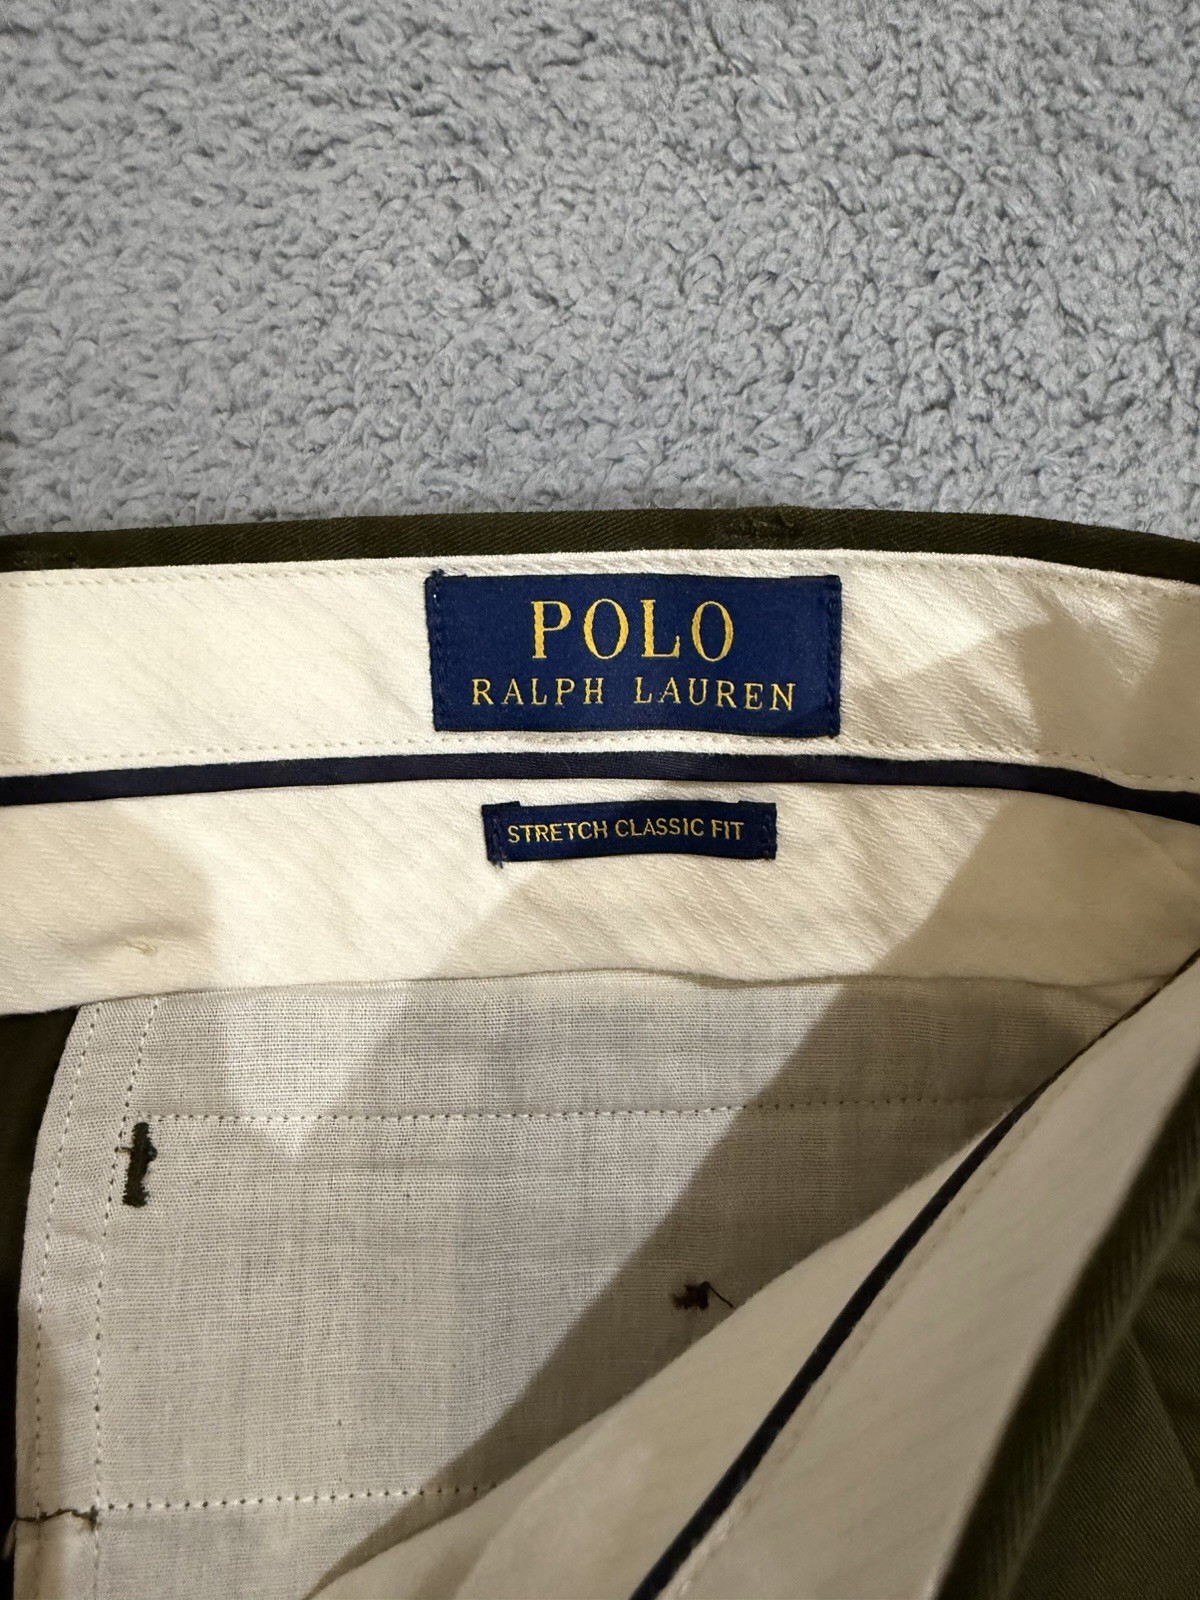 POLO
RALPH LAUREN
STRETCH CLASSIC FIT